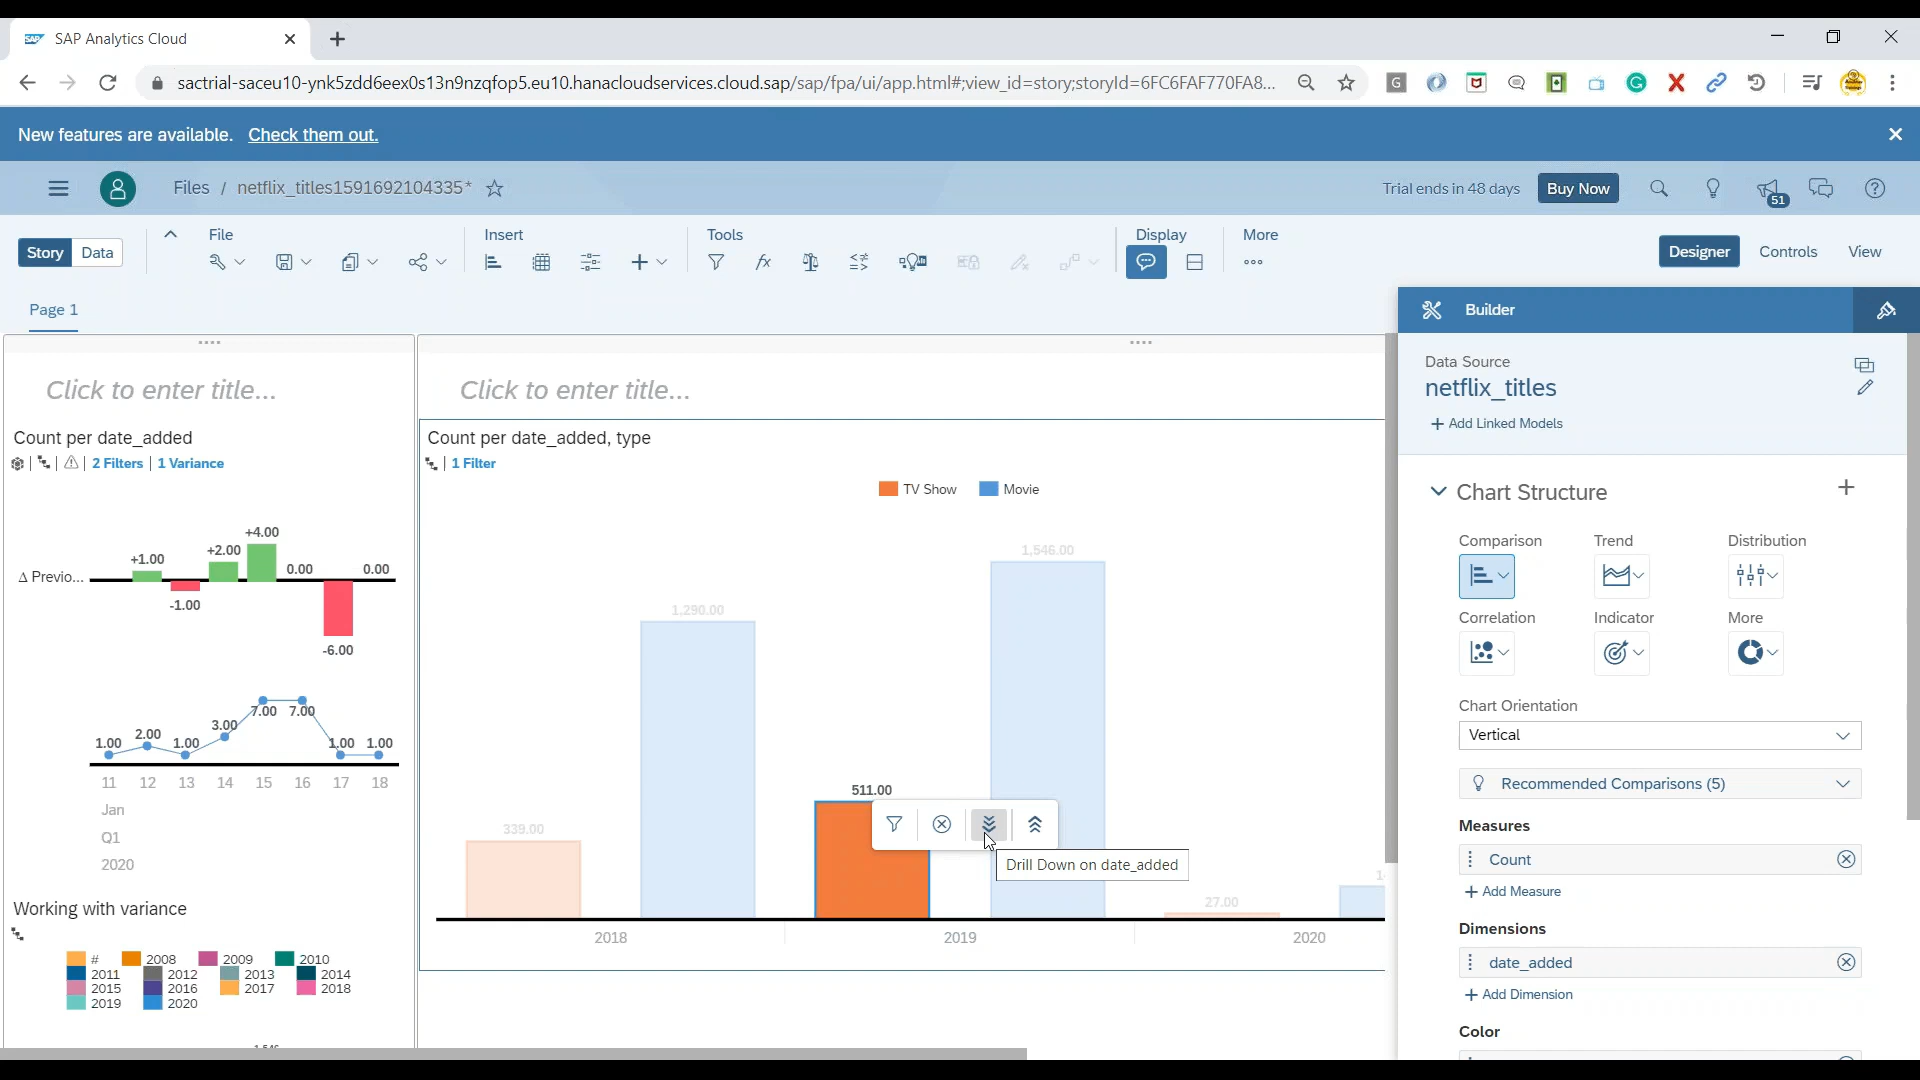 SAP Analytics Cloud
sactrial-saceu10-ynk5zdd6eex0s13n9nzqfop5.eu10.hanacloudservices.cloud.sap/sap/fpa/ui/app.html#;view_id=story;storyId=6FC6FAF770FA8...
New features are available. Check them out.
Files / netflix_titles1591692104335*
Trial ends in 48 days
Buy Now
51
Story
Data
File
Insert
Tools
Display
More
Designer
Controls
View
Page 1
Builder
Click to enter title...
Count per date_added
2 Filters | 1 Variance
+1.00
-1.00
+2.00
+4.00
0.00
-6.00
0.00
Δ Previo...
1.00 2.00 1.00 3.00 7.00 7.00 1.00 1.00
11 12 13 14 15 16 17 18
Jan
Q1
2020
Working with variance
# 2008 2009 2010
2011 2012 2013 2014
2015 2016 2017 2018
2019 2020
Click to enter title...
Count per date_added, type
1 Filter
TV Show Movie
339.00
1,290.00
511.00
1,546.00
27.00
Drill Down on date_added
2018 2019 2020
Data Source
netflix_titles
+ Add Linked Models
Chart Structure
Comparison Trend Distribution
Correlation Indicator More
Chart Orientation
Vertical
Recommended Comparisons (5)
Measures
Count
+ Add Measure
Dimensions
date_added
+ Add Dimension
Color